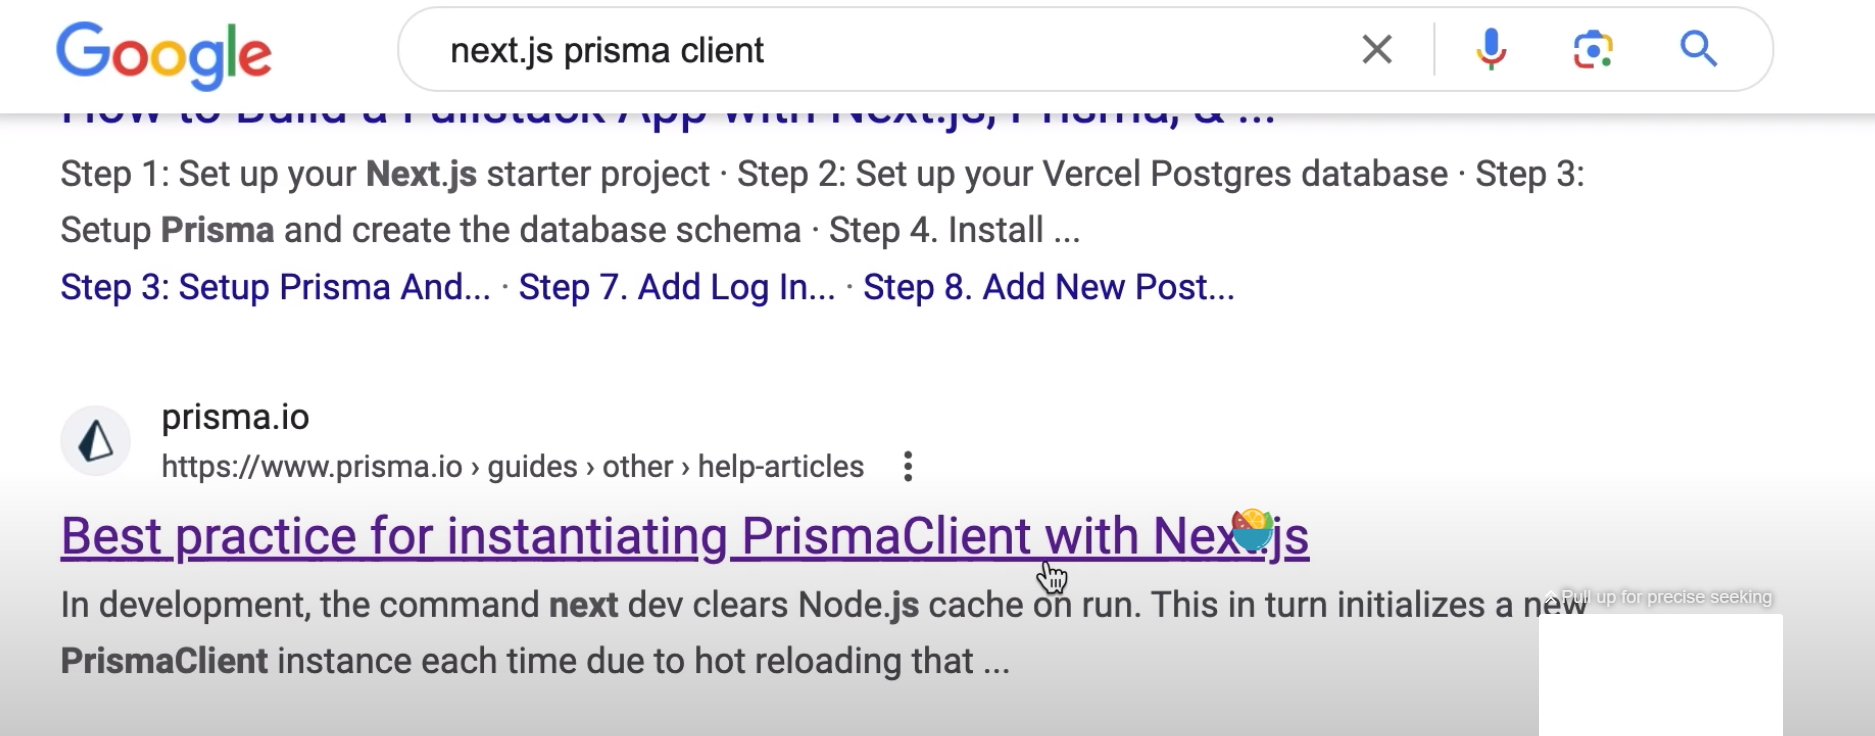 Google
next.js prisma client
How to Build a Fullstack App with Next.js, Prisma, & ...
Step 1: Set up your Next.js starter project · Step 2: Set up your Vercel Postgres database · Step 3:
Setup Prisma and create the database schema · Step 4. Install ...
Step 3: Setup Prisma And... · Step 7. Add Log In... · Step 8. Add New Post...
prisma.io
https://www.prisma.io › guides › other › help-articles
Best practice for instantiating PrismaClient with Next.js
In development, the command next dev clears Node.js cache on run. This in turn initializes a new
Pull up for precise seeking
PrismaClient instance each time due to hot reloading that ...